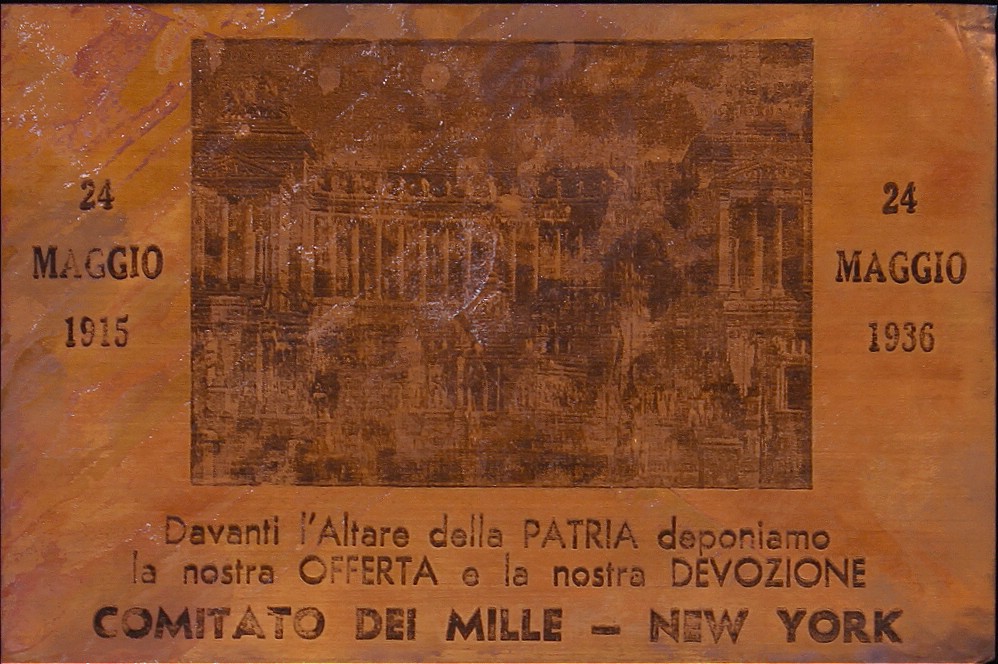 24
MAGGIO
1915
24
MAGGIO
1936
Davanti l'Altare della PATRIA deponiamo
la nostra OFFERTA e la nostra DEVOZIONE
COMITATO DEI MILLE – NEW YORK